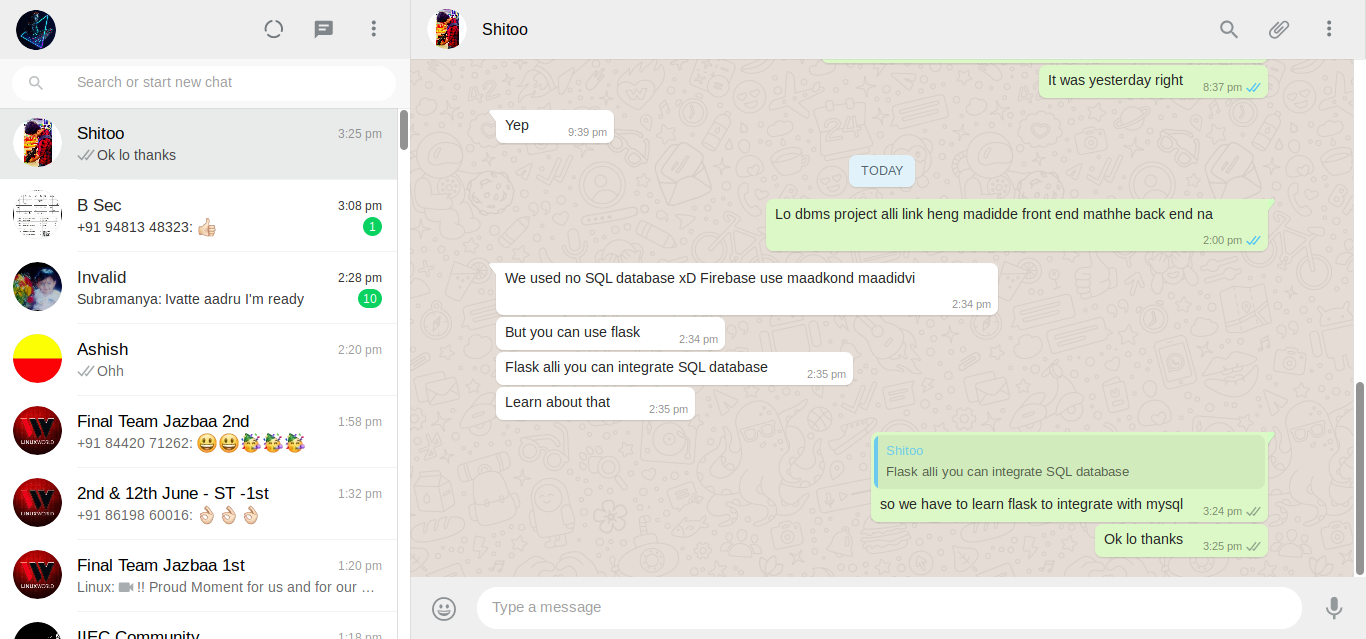 Search or start new chat
Shitoo
3:25 pm
Ok lo thanks
B Sec
3:08 pm
+91 94813 48323: 👍🏻
1
Invalid
2:28 pm
Subramanya: Ivatte aadru I'm ready
10
Ashish
2:20 pm
Ohh
Final Team Jazbaa 2nd
1:58 pm
+91 84420 71262: 😃😃🥳🥳🥳
LINUXWORLD
2nd & 12th June - ST -1st
1:32 pm
+91 86198 60016: 👌🏻👌🏻👌🏻
LINUXWORLD
Final Team Jazbaa 1st
1:20 pm
Linux: !! Proud Moment for us and for our …
LINUXWORLD
IIEC Community
1:18 pm
Shitoo
It was yesterday right
8:37 pm
Yep
9:39 pm
TODAY
Lo dbms project alli link heng madidde front end mathhe back end na
2:00 pm
We used no SQL database xD Firebase use maadkond maadidvi
2:34 pm
But you can use flask
2:34 pm
Flask alli you can integrate SQL database
2:35 pm
Learn about that
2:35 pm
Shitoo
Flask alli you can integrate SQL database
so we have to learn flask to integrate with mysql
3:24 pm
Ok lo thanks
3:25 pm
Type a message